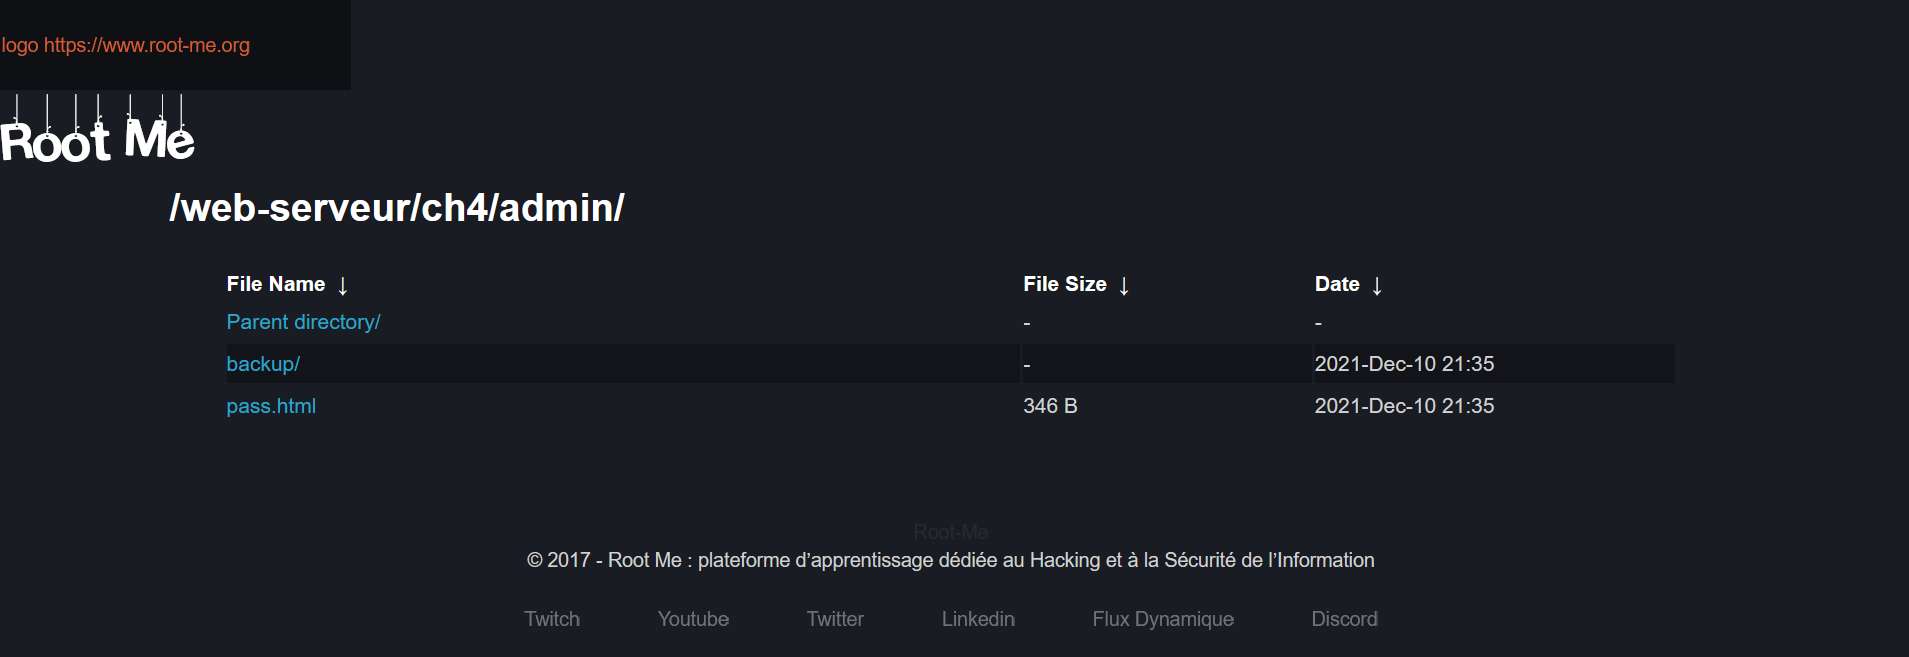 logo https://www.root-me.org
Root Me
/web-serveur/ch4/admin/
File Name ↓ File Size ↓ Date ↓
Parent directory/ - -
backup/ - 2021-Dec-10 21:35
pass.html 346 B 2021-Dec-10 21:35
Root-Me
© 2017 - Root Me : plateforme d’apprentissage dédiée au Hacking et à la Sécurité de l’Information
Twitch Youtube Twitter Linkedin Flux Dynamique Discord